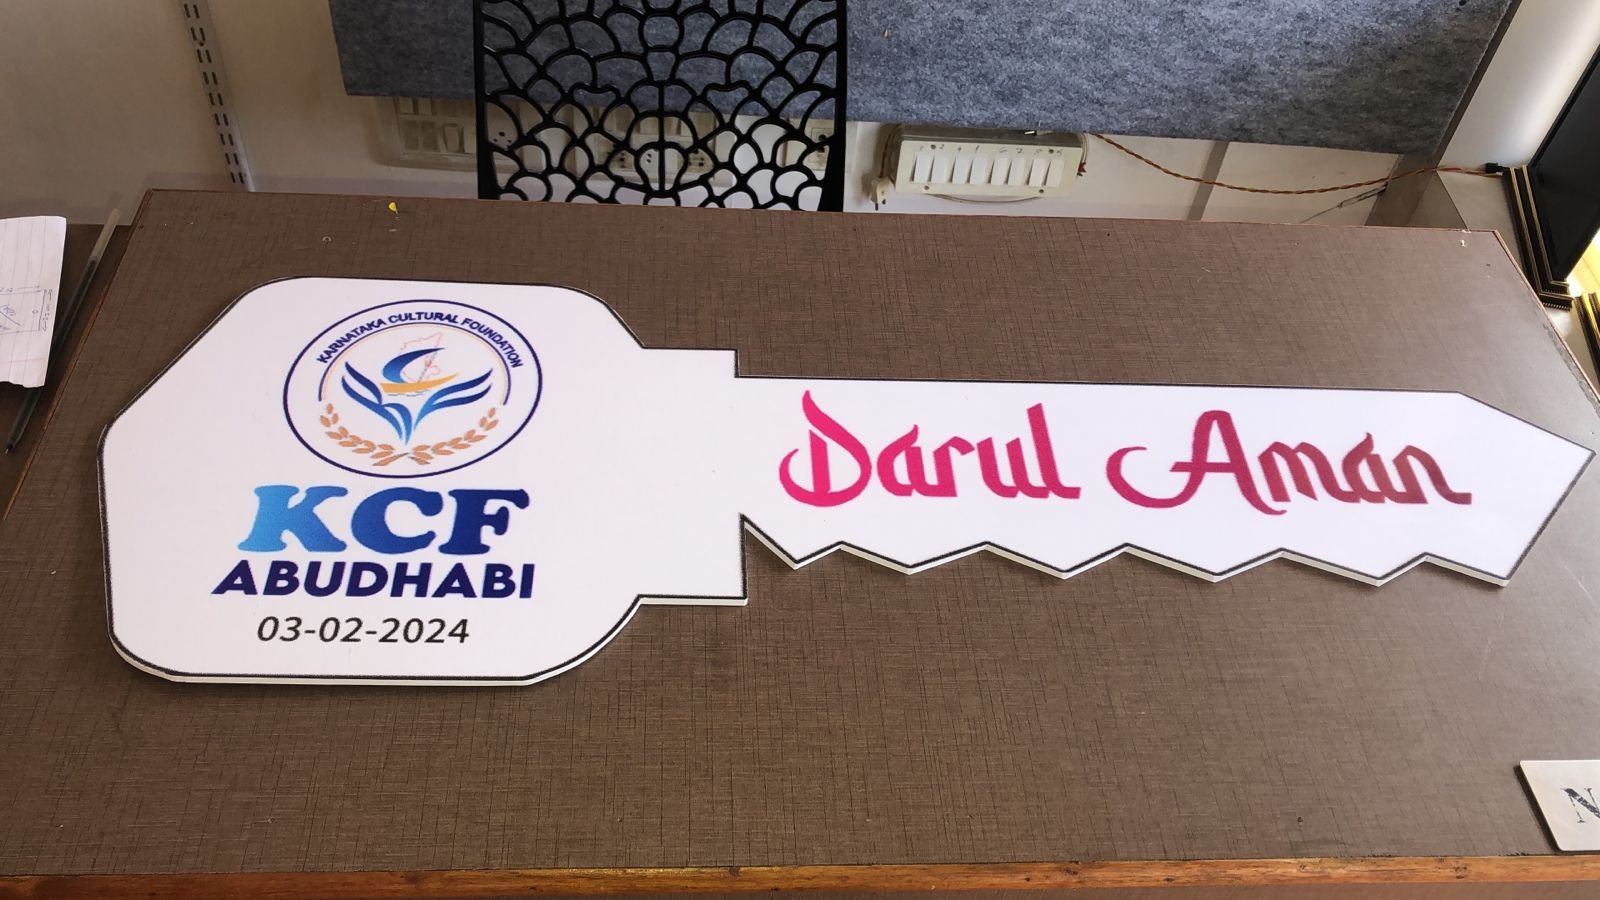 KARNATAKA CULTURAL FOUNDATION
KCF
ABUDHABI
03-02-2024
Darul Aman
N